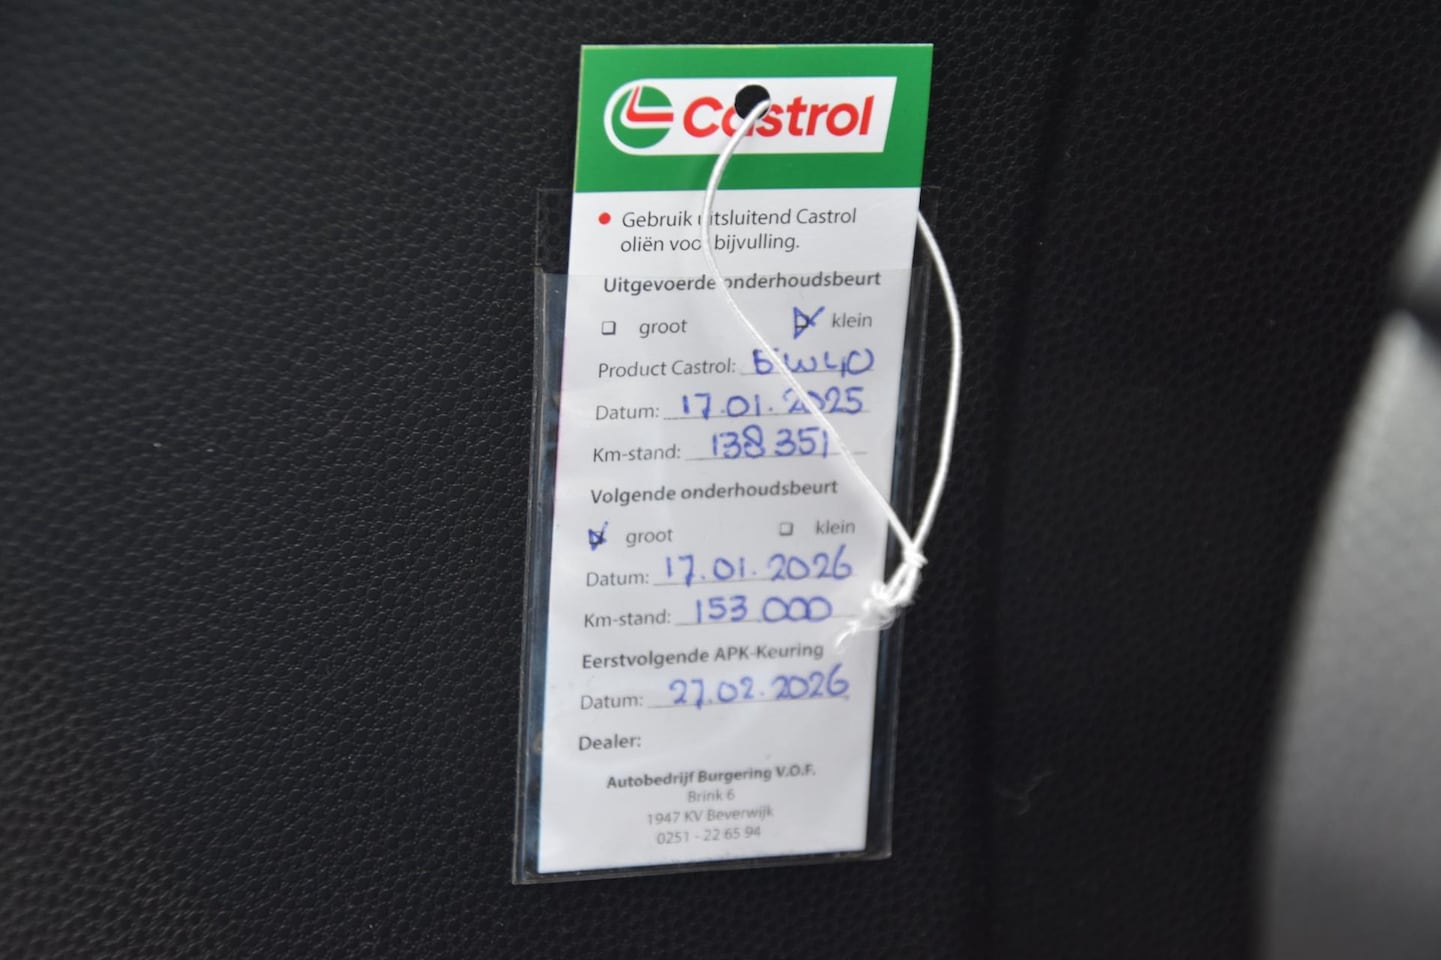 Castrol
Gebruik uitsluitend Castrol
oliën voor bijvulling.
Uitgevoerde onderhoudsbeurt
groot klein
Product Castrol: 5W40
Datum: 17.01.2025
Km-stand: 138 351
Volgende onderhoudsbeurt
groot klein
Datum: 17.01.2026
Km-stand: 153.000
Eerstvolgende APK-Keuring
Datum: 27.02.2026
Dealer:
Autobedrijf Burgering V.O.F.
Brink 6
1947 KV Beverwijk
0251 - 22 65 94